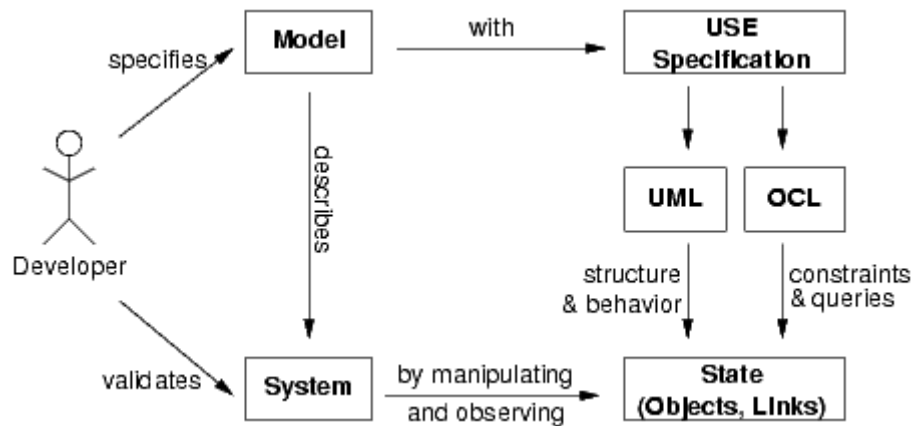 Model
with
USE
Specification
specifies
describes
UML
OCL
Developer
structure
& behavior
constraints
& queries
validates
System
by manipulating
and observing
State
(Objects, Links)